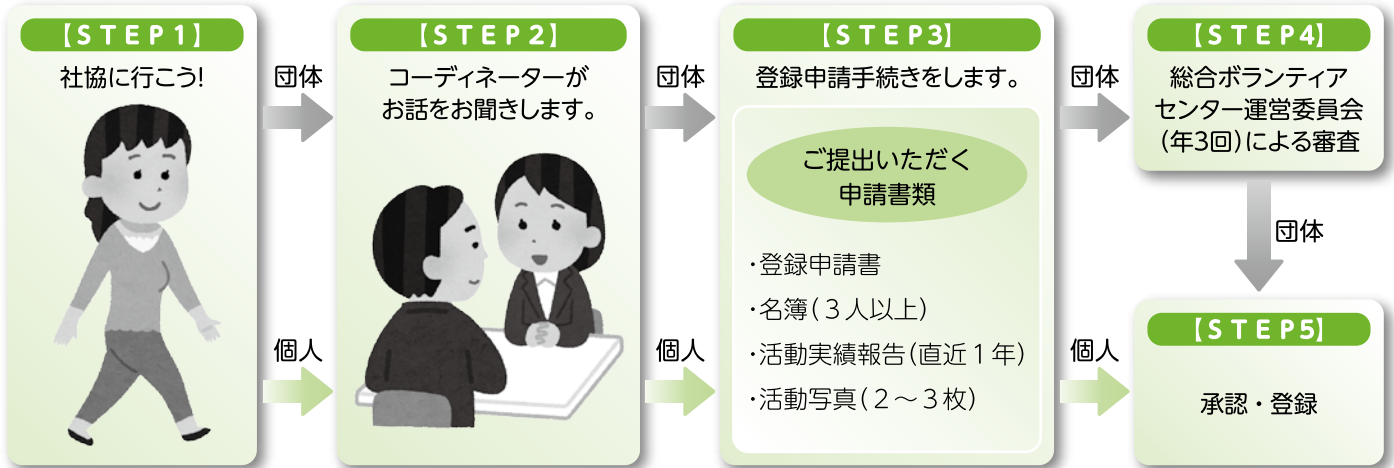 【STEP1】
社協に行こう!
団体
個人
【STEP2】
コーディネーターが
お話をお聞きします。
団体
個人
【STEP3】
登録申請手続きをします。
ご提出いただく
申請書類
・登録申請書
・名簿(3人以上)
・活動実績報告(直近1年)
・活動写真(2〜3枚)
団体
個人
【STEP4】
総合ボランティア
センター運営委員会
(年3回)による審査
団体
【STEP5】
承認・登録